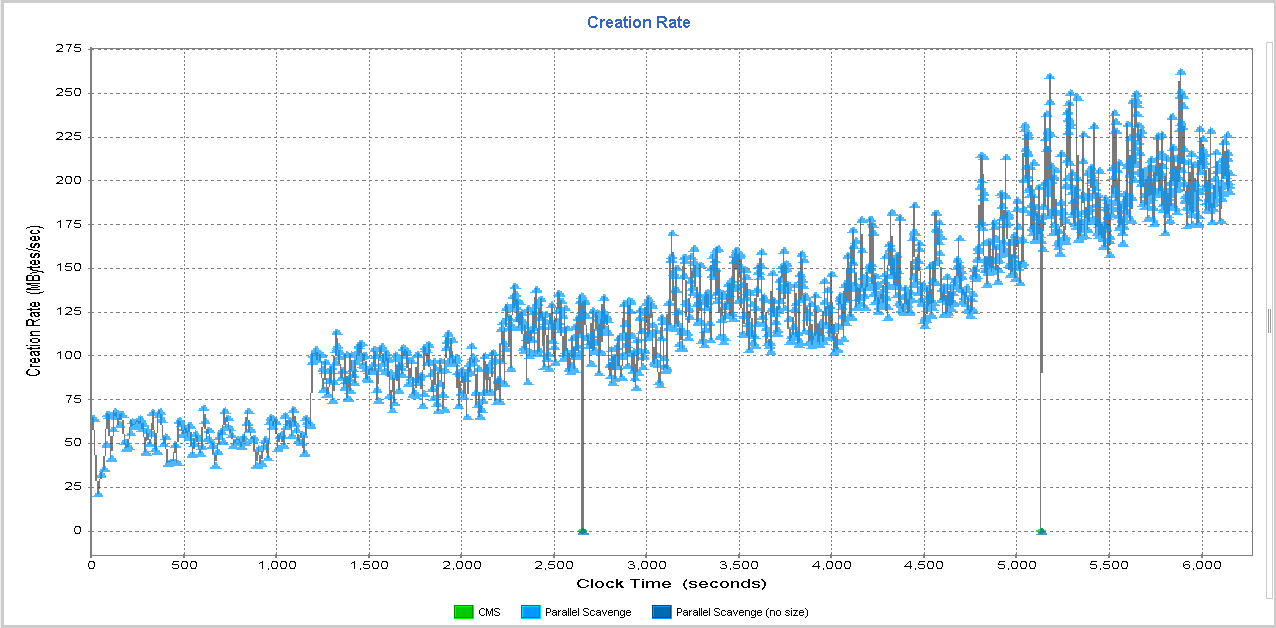 Creation Rate
275
250
225
200
175
150
125
100
75
50
25
0
Creation Rate (MBytes/sec)
0 500 1.000 1.500 2.000 2.500 3.000 3.500 4.000 4.500 5.000 5.500 6.000
Clock Time (seconds)
CMS Parallel Scavenge Parallel Scavenge (no size)